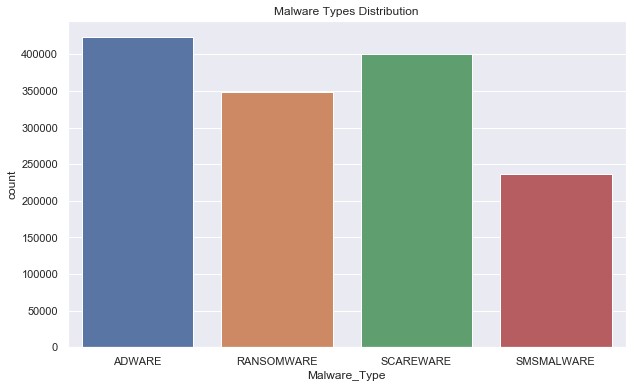 Malware Types Distribution
400000
350000
300000
250000
200000
150000
100000
50000
0
count
ADWARE RANSOMWARE SCAREWARE SMSMALWARE
Malware_Type